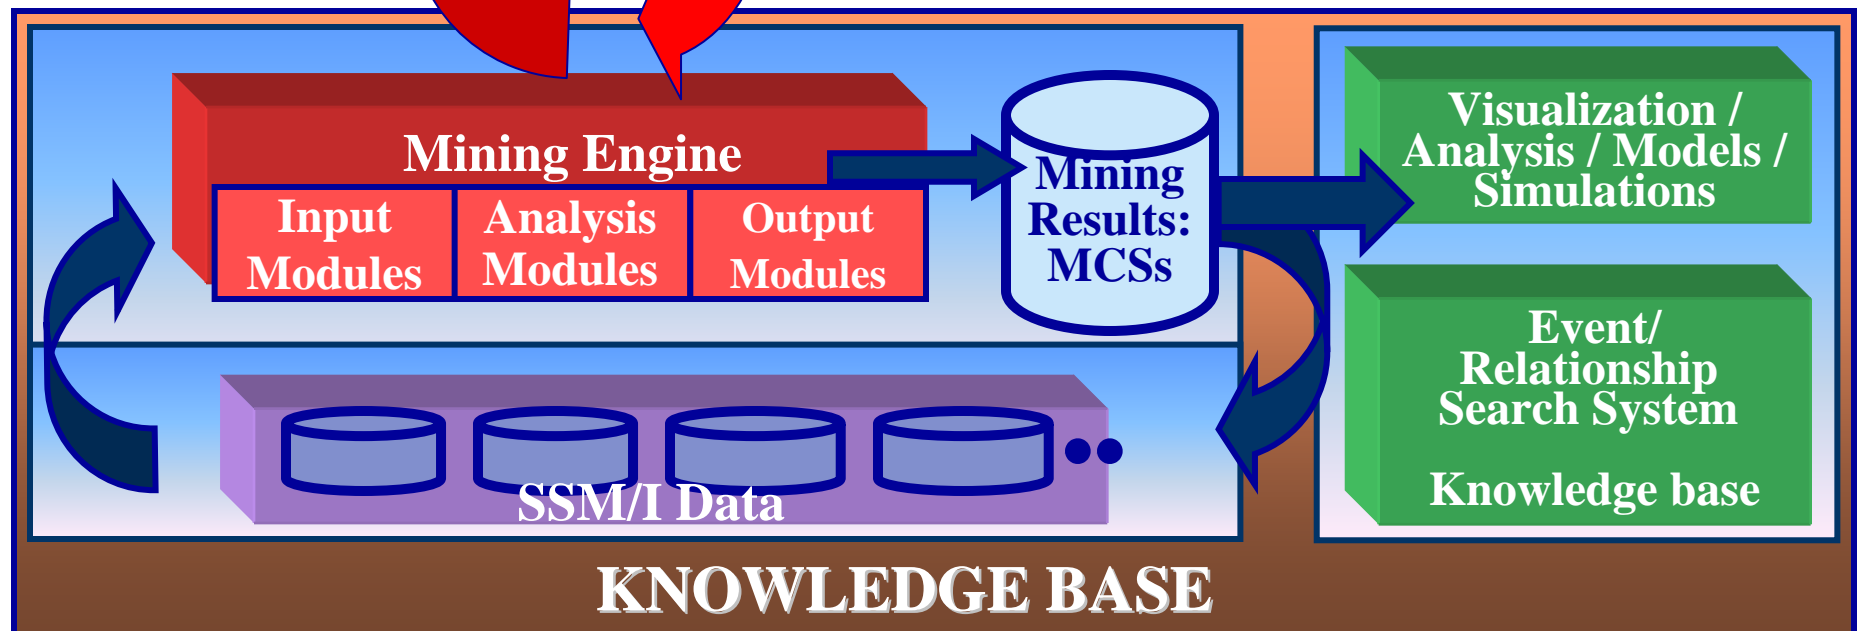 Mining Engine
Input
Modules
Analysis
Modules
Output
Modules
Mining
Results:
MCSs
Visualization /
Analysis / Models /
Simulations
Event/
Relationship
Search System
Knowledge base
SSM/I Data
KNOWLEDGE BASE